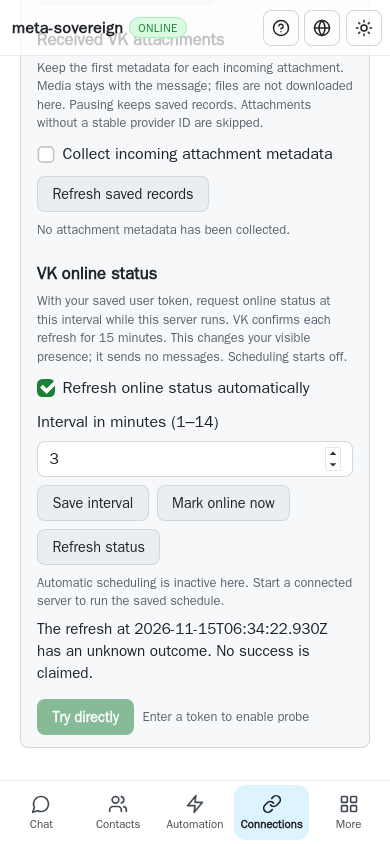 meta-sovereign
ONLINE
Received VK attachments
Keep the first metadata for each incoming attachment.
Media stays with the message; files are not downloaded
here. Pausing keeps saved records. Attachments
without a stable provider ID are skipped.
Collect incoming attachment metadata
Refresh saved records
No attachment metadata has been collected.
VK online status
With your saved user token, request online status at
this interval while this server runs. VK confirms each
refresh for 15 minutes. This changes your visible
presence; it sends no messages. Scheduling starts off.
Refresh online status automatically
Interval in minutes (1–14)
3
Save interval
Mark online now
Refresh status
Automatic scheduling is inactive here. Start a connected
server to run the saved schedule.
The refresh at 2026-11-15T06:34:22.930Z
has an unknown outcome. No success is
claimed.
Try directly
Enter a token to enable probe
Chat
Contacts
Automation
Connections
More